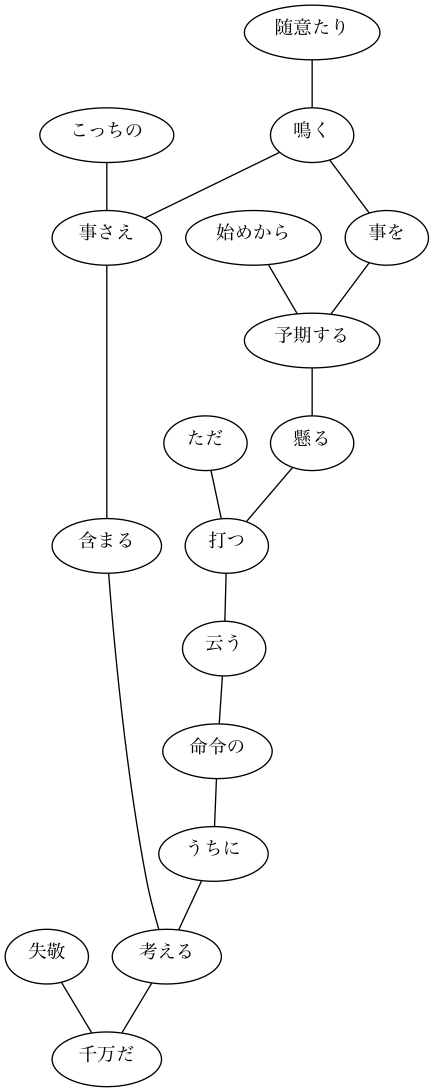 随意たり
こっちの
鳴く
事さえ
始めから
事を
予期する
ただ
懸る
含まる
打つ
云う
命令の
うちに
失敬
考える
千万だ